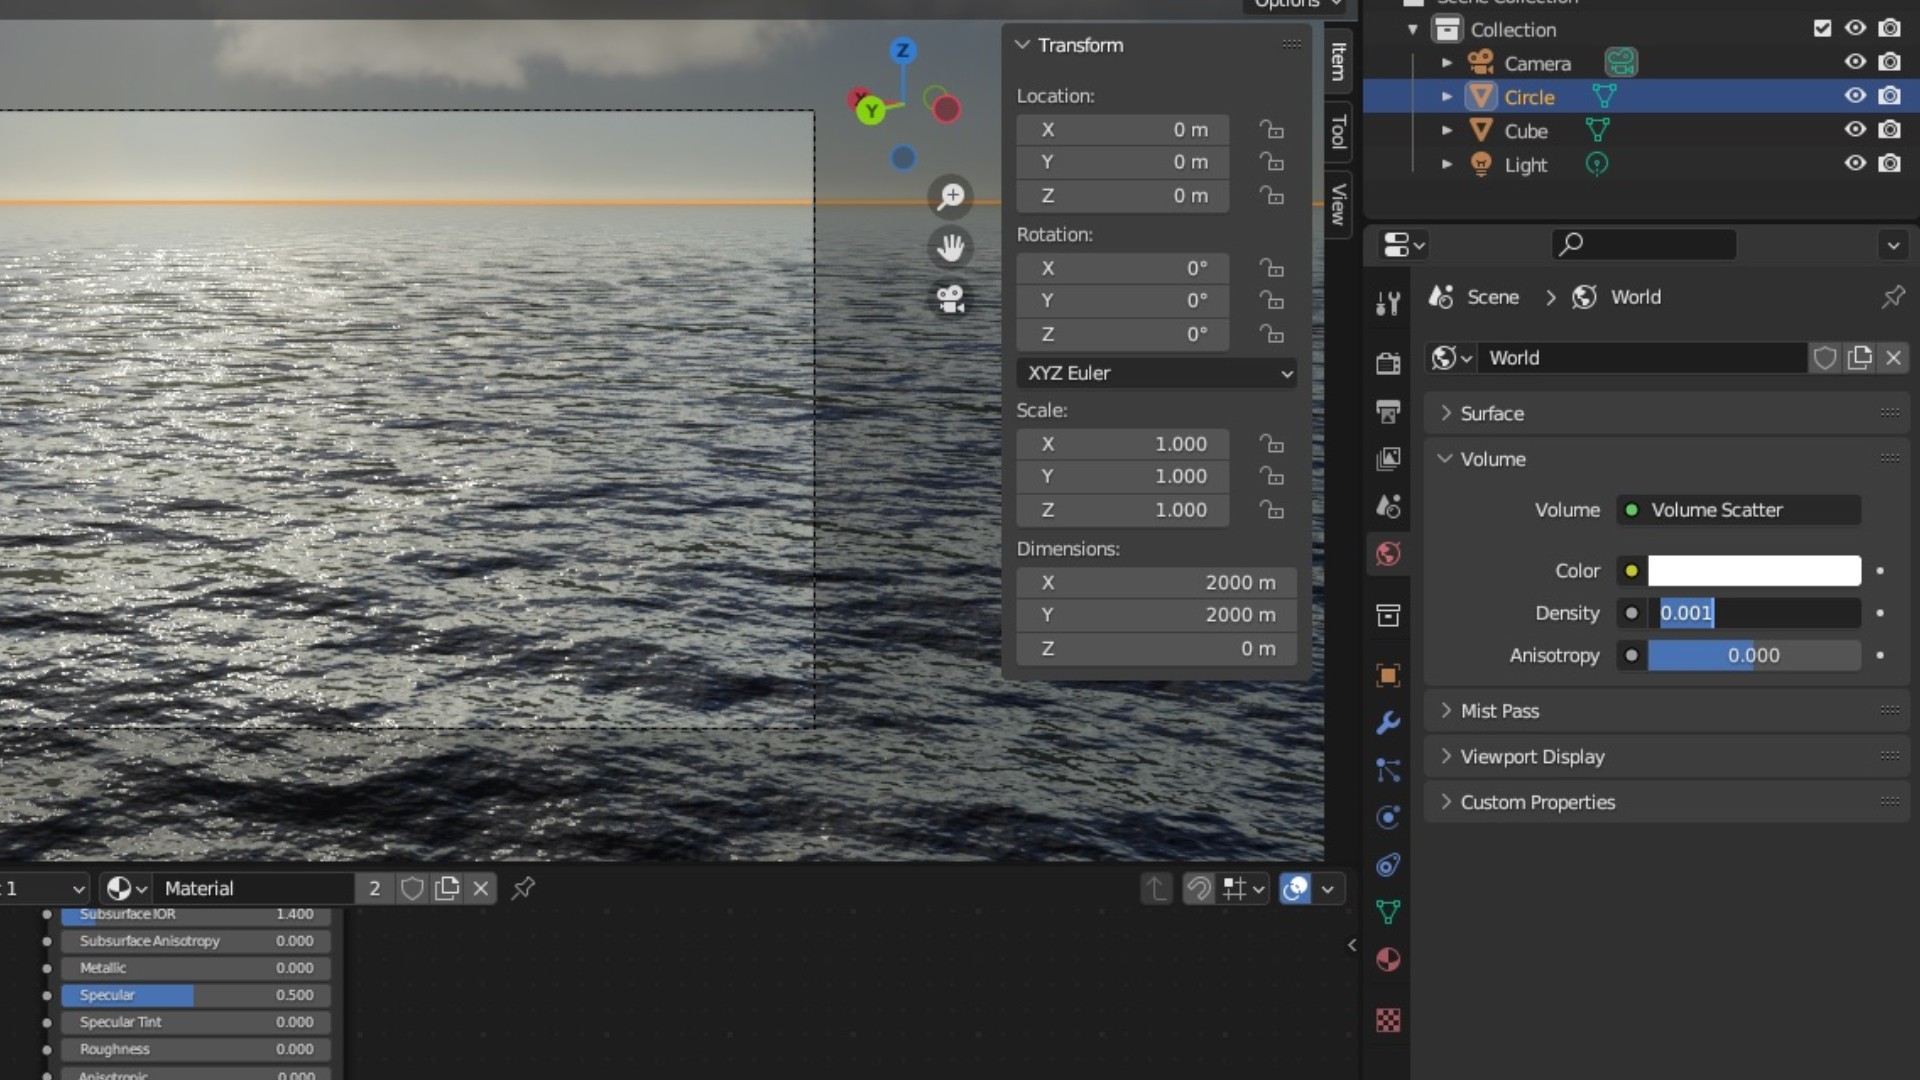 Options
Scene Collection
Z
X
Y
Transform
Location:
X 0 m
Y 0 m
Z 0 m
Rotation:
X 0°
Y 0°
Z 0°
XYZ Euler
Scale:
X 1.000
Y 1.000
Z 1.000
Dimensions:
X 2000 m
Y 2000 m
Z 0 m
Item
Tool
View
Collection
Camera
Circle
Cube
Light
Scene > World
World
Surface
Volume
Volume Volume Scatter
Color
Density 0.001
Anisotropy 0.000
Mist Pass
Viewport Display
Custom Properties
1 Material 2
Subsurface IOR 1.400
Subsurface Anisotropy 0.000
Metallic 0.000
Specular 0.500
Specular Tint 0.000
Roughness 0.000
Anisotropic 0.000